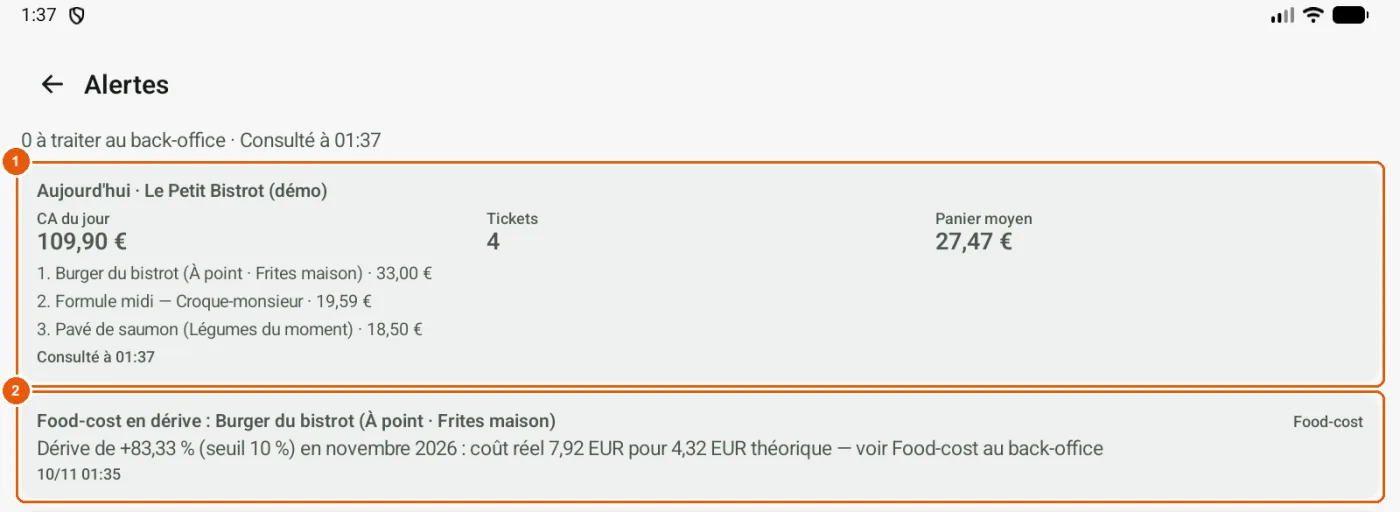 1:37
Alertes
0 à traiter au back-office · Consulté à 01:37
1
Aujourd'hui · Le Petit Bistrot (démo)
CA du jour Tickets Panier moyen
109,90 € 4 27,47 €
1. Burger du bistrot (À point · Frites maison) · 33,00 €
2. Formule midi — Croque-monsieur · 19,59 €
3. Pavé de saumon (Légumes du moment) · 18,50 €
Consulté à 01:37
2
Food-cost en dérive : Burger du bistrot (À point · Frites maison) Food-cost
Dérive de +83,33 % (seuil 10 %) en novembre 2026 : coût réel 7,92 EUR pour 4,32 EUR théorique — voir Food-cost au back-office
10/11 01:35